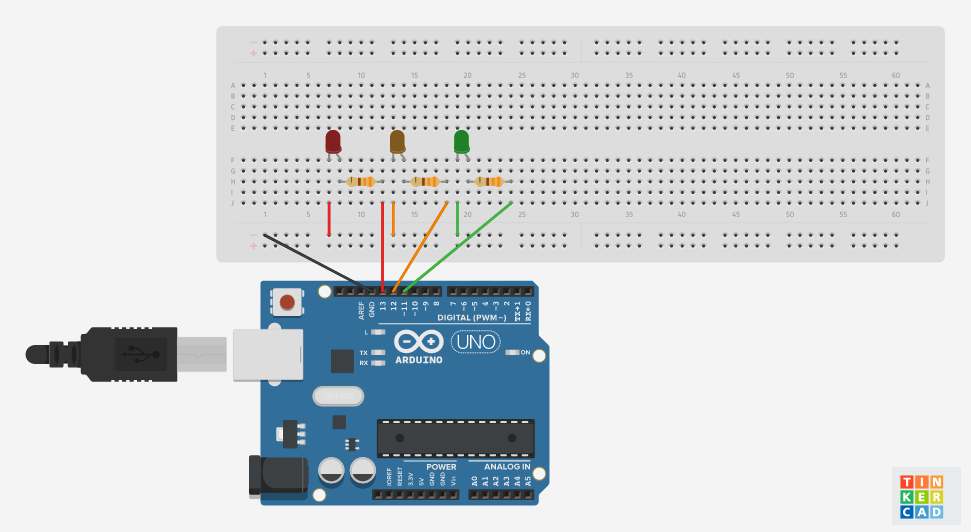 - -
+ +
1 5 10 15 20 25 30 35 40 45 50 55 60
A A
B B
C C
D D
E E
F F
G G
H H
I I
J J
1 5 10 15 20 25 30 35 40 45 50 55 60
- -
+ +
AREF GND 13 12 ~11 ~10 ~9 8 7 ~6 ~5 4 ~3 2 TX→1 RX←0
DIGITAL (PWM~)
L
TX
RX
ARDUINO
UNO
ON
POWER
ANALOG IN
IOREF RESET 3.3V 5V GND GND Vin A0 A1 A2 A3 A4 A5
TIN
KER
CAD